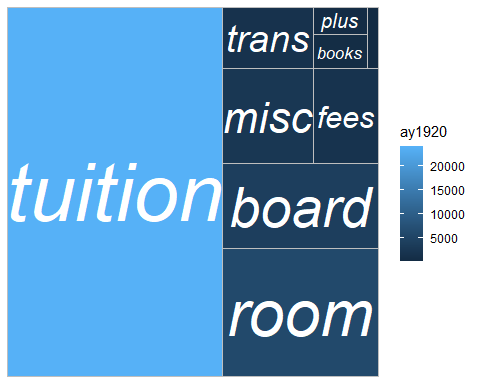 tuition
trans
plus
books
misc
fees
board
room
ay1920
20000
15000
10000
5000